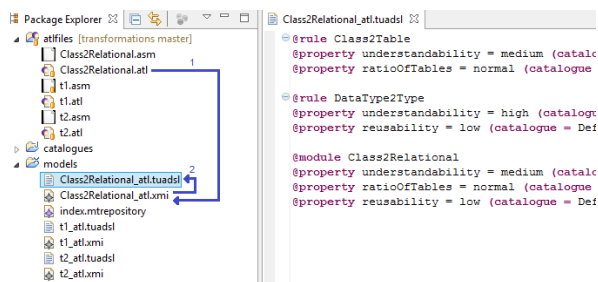 Package Explorer
atlfiles [transformations master]
Class2Relational.asm
Class2Relational.atl
t1.asm
t1.atl
t2.asm
t2.atl
catalogues
models
Class2Relational_atl.tuadsl
Class2Relational_atl.xmi
index.mtrepository
t1_atl.tuadsl
t1_atl.xmi
t2_atl.tuadsl
t2_atl.xmi
1
2
Class2Relational_atl.tuadsl
@rule Class2Table
@property understandability = medium (catalo
@property ratioOfTables = normal (catalogue
@rule DataType2Type
@property understandability = high (catalogu
@property reusability = low (catalogue = Def
@module Class2Relational
@property understandability = medium (catalo
@property ratioOfTables = normal (catalogue
@property reusability = low (catalogue = Def